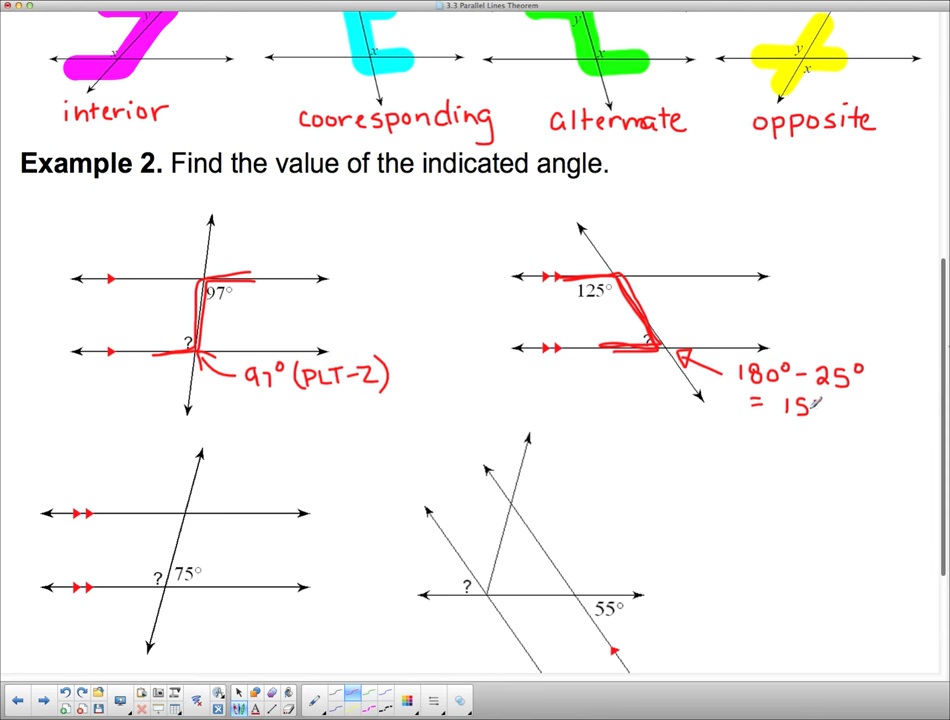 3.3 Parallel Lines Theorem
y y y
x x x x
interior cooresponding alternate opposite
Example 2. Find the value of the indicated angle.
97°
?
97° (PLT-Z)
125°
?
180° - 25°
= 15
? 75°
?
55°